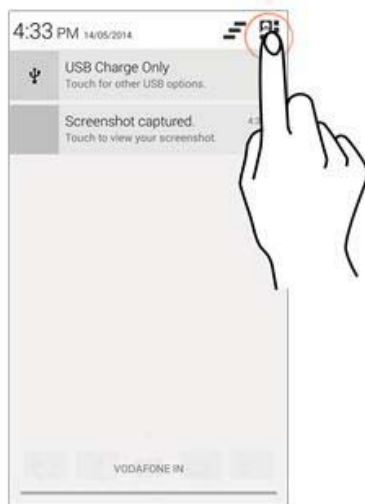 4:33 PM 14/05/2014
USB Charge Only
Touch for other USB options.
Screenshot captured.
Touch to view your screenshot.
VODAFONE IN